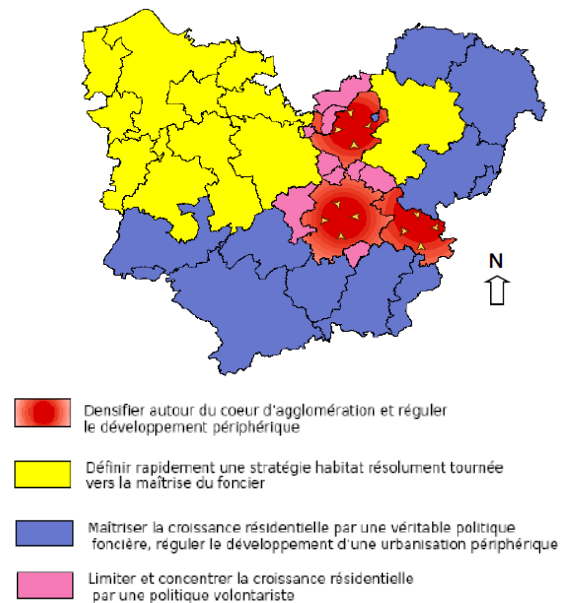 N
Densifier autour du coeur d'agglomération et réguler
le développement périphérique
Définir rapidement une stratégie habitat résolument tournée
vers la maîtrise du foncier
Maîtriser la croissance résidentielle par une véritable politique
foncière, réguler le développement d'une urbanisation périphérique
Limiter et concentrer la croissance résidentielle
par une politique volontariste